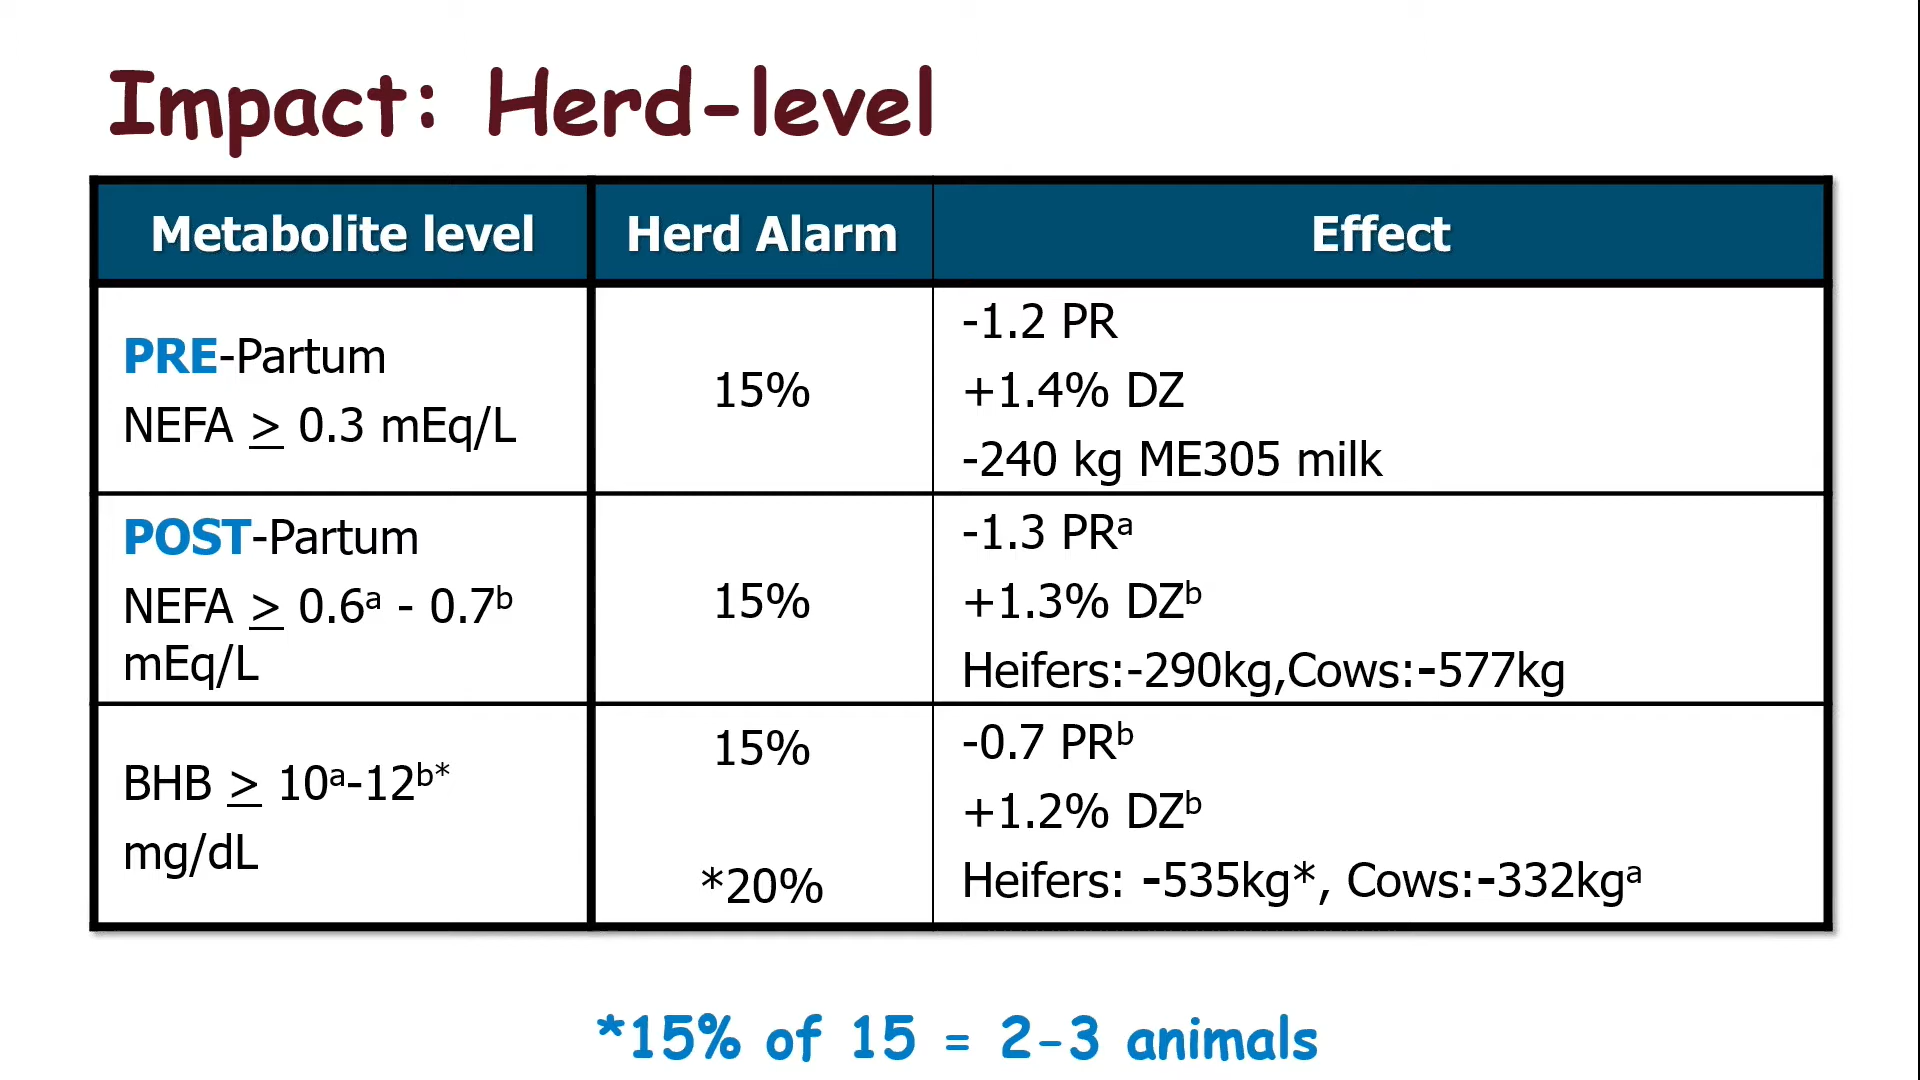 Impact: Herd-level
Metabolite level
Herd Alarm
Effect
PRE-Partum
NEFA ≥ 0.3 mEq/L
15%
-1.2 PR
+1.4% DZ
-240 kg ME305 milk
POST-Partum
NEFA ≥ 0.6ᵃ - 0.7ᵇ
mEq/L
15%
-1.3 PRᵃ
+1.3% DZᵇ
Heifers:-290kg,Cows:-577kg
BHB ≥ 10ᵃ-12ᵇ*
mg/dL
15%
*20%
-0.7 PRᵇ
+1.2% DZᵇ
Heifers: -535kg*, Cows:-332kgᵃ
*15% of 15 = 2-3 animals